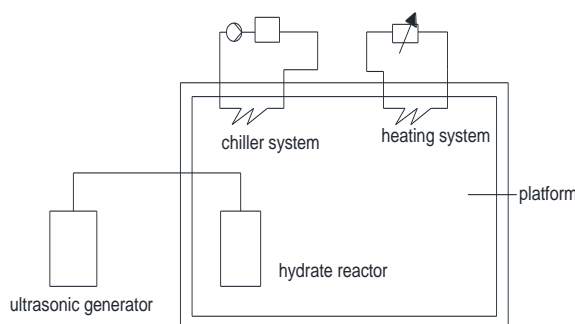 chiller system
heating system
platform
hydrate reactor
ultrasonic generator